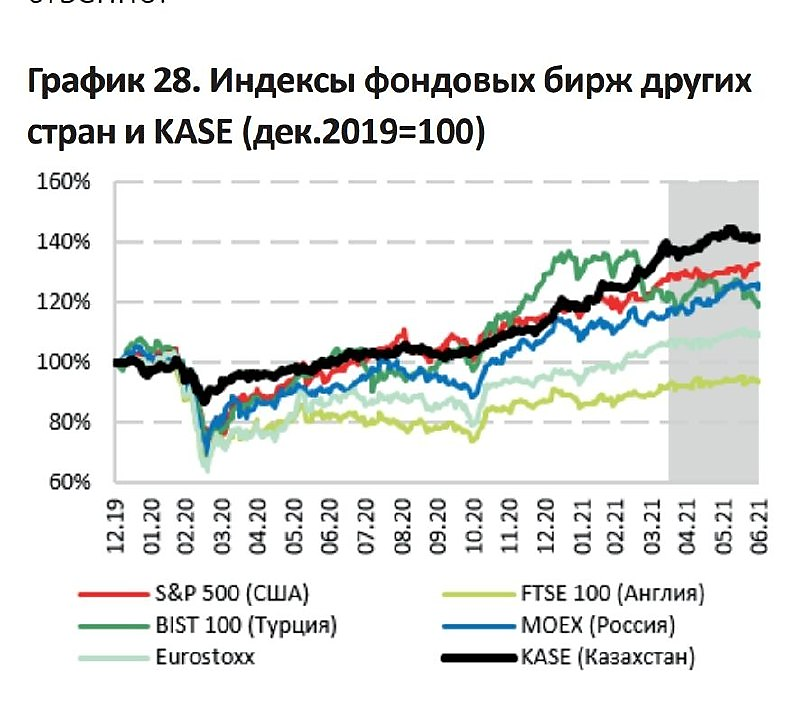 График 28. Индексы фондовых бирж других
стран и KASE (дек.2019=100)
160%
140%
120%
100%
80%
60%
12.19 01.20 02.20 03.20 04.20 05.20 06.20 07.20 08.20 09.20 10.20 11.20 12.20 01.21 02.21 03.21 04.21 05.21 06.21
S&P 500 (США) FTSE 100 (Англия)
BIST 100 (Турция) MOEX (Россия)
Eurostoxx KASE (Казахстан)